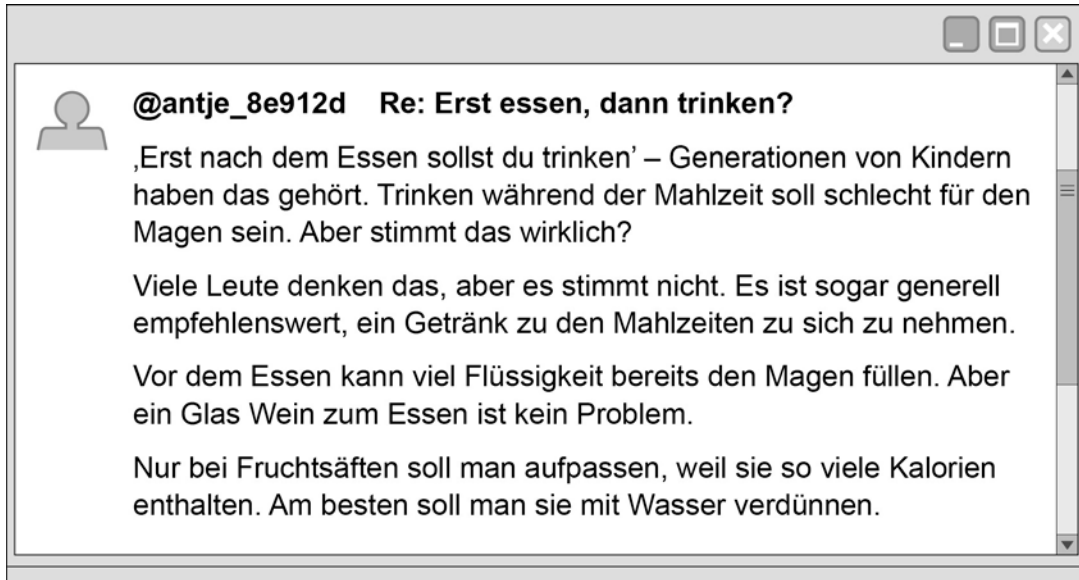 @antje_8e912d Re: Erst essen, dann trinken?
‚Erst nach dem Essen sollst du trinken’ – Generationen von Kindern
haben das gehört. Trinken während der Mahlzeit soll schlecht für den
Magen sein. Aber stimmt das wirklich?
Viele Leute denken das, aber es stimmt nicht. Es ist sogar generell
empfehlenswert, ein Getränk zu den Mahlzeiten zu sich zu nehmen.
Vor dem Essen kann viel Flüssigkeit bereits den Magen füllen. Aber
ein Glas Wein zum Essen ist kein Problem.
Nur bei Fruchtsäften soll man aufpassen, weil sie so viele Kalorien
enthalten. Am besten soll man sie mit Wasser verdünnen.